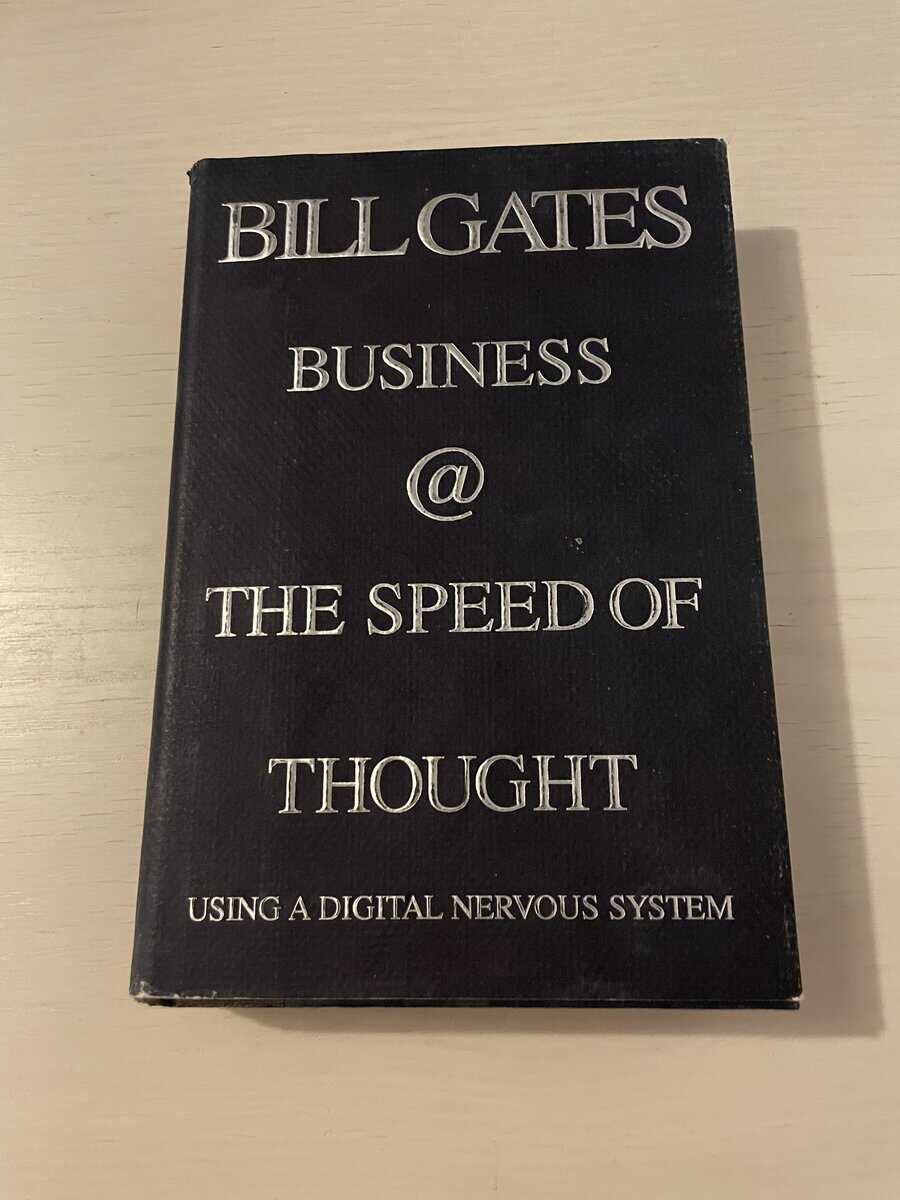 BILL GATES
BUSINESS
@
THE SPEED OF
THOUGHT
USING A DIGITAL NERVOUS SYSTEM